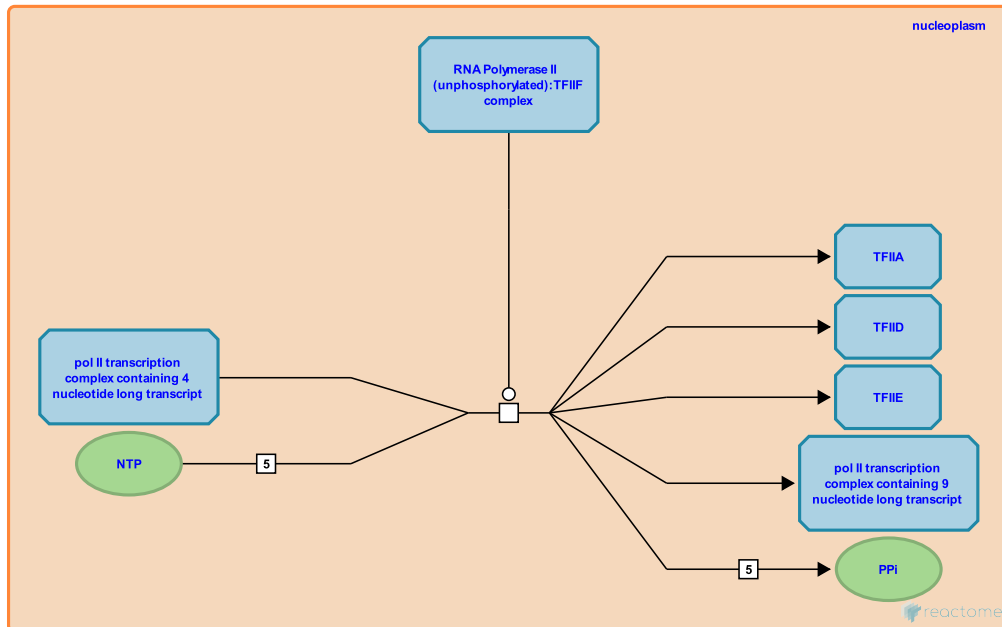 nucleoplasm
RNA Polymerase II
(unphosphorylated):TFIIF
complex
TFIIA
TFIID
TFIIE
pol II transcription
complex containing 4
nucleotide long transcript
NTP
5
pol II transcription
complex containing 9
nucleotide long transcript
5
PPi
reactome